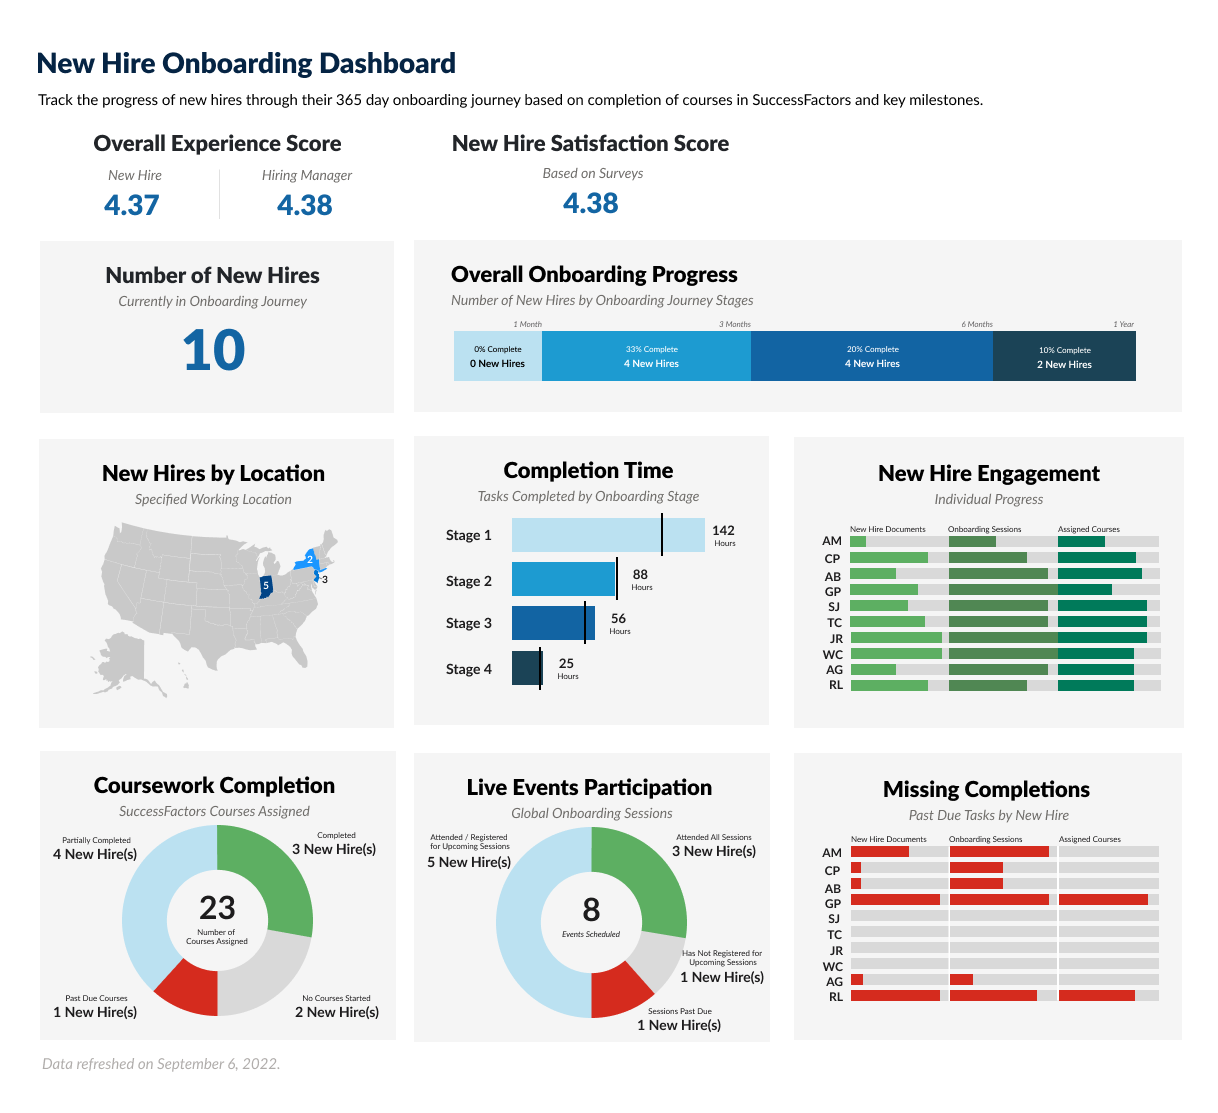 New Hire Onboarding Dashboard
Track the progress of new hires through their 365 day onboarding journey based on completion of courses in SuccessFactors and key milestones.
Overall Experience Score
New Hire
4.37
Hiring Manager
4.38
New Hire Satisfaction Score
Based on Surveys
4.38
Number of New Hires
Currently in Onboarding Journey
10
Overall Onboarding Progress
Number of New Hires by Onboarding Journey Stages
1 Month
3 Months
6 Months
1 Year
0% Complete
0 New Hires
33% Complete
4 New Hires
20% Complete
4 New Hires
10% Complete
2 New Hires
New Hires by Location
Specified Working Location
2
3
5
Completion Time
Tasks Completed by Onboarding Stage
Stage 1
142
Hours
Stage 2
88
Hours
Stage 3
56
Hours
Stage 4
25
Hours
New Hire Engagement
Individual Progress
New Hire Documents
Onboarding Sessions
Assigned Courses
AM
CP
AB
GP
SJ
TC
JR
WC
AG
RL
Coursework Completion
SuccessFactors Courses Assigned
Partially Completed
4 New Hire(s)
Completed
3 New Hire(s)
23
Number of
Courses Assigned
Past Due Courses
1 New Hire(s)
No Courses Started
2 New Hire(s)
Live Events Participation
Global Onboarding Sessions
Attended / Registered
for Upcoming Sessions
5 New Hire(s)
Attended All Sessions
3 New Hire(s)
8
Events Scheduled
Has Not Registered for
Upcoming Sessions
1 New Hire(s)
Sessions Past Due
1 New Hire(s)
Missing Completions
Past Due Tasks by New Hire
New Hire Documents
Onboarding Sessions
Assigned Courses
AM
CP
AB
GP
SJ
TC
JR
WC
AG
RL
Data refreshed on September 6, 2022.